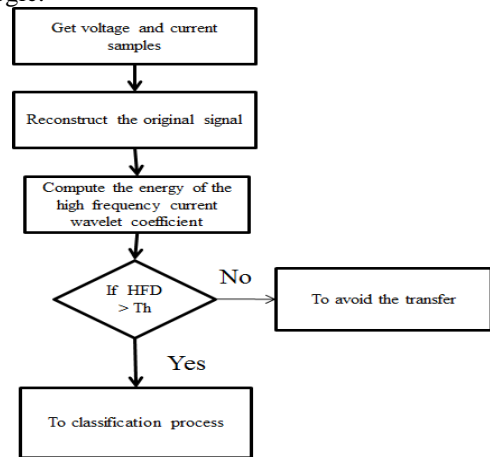 Get voltage and current
samples
Reconstruct the original signal
Compute the energy of the
high frequency current
wavelet coefficient
If HFD
> Th
No
To avoid the transfer
Yes
To classification process